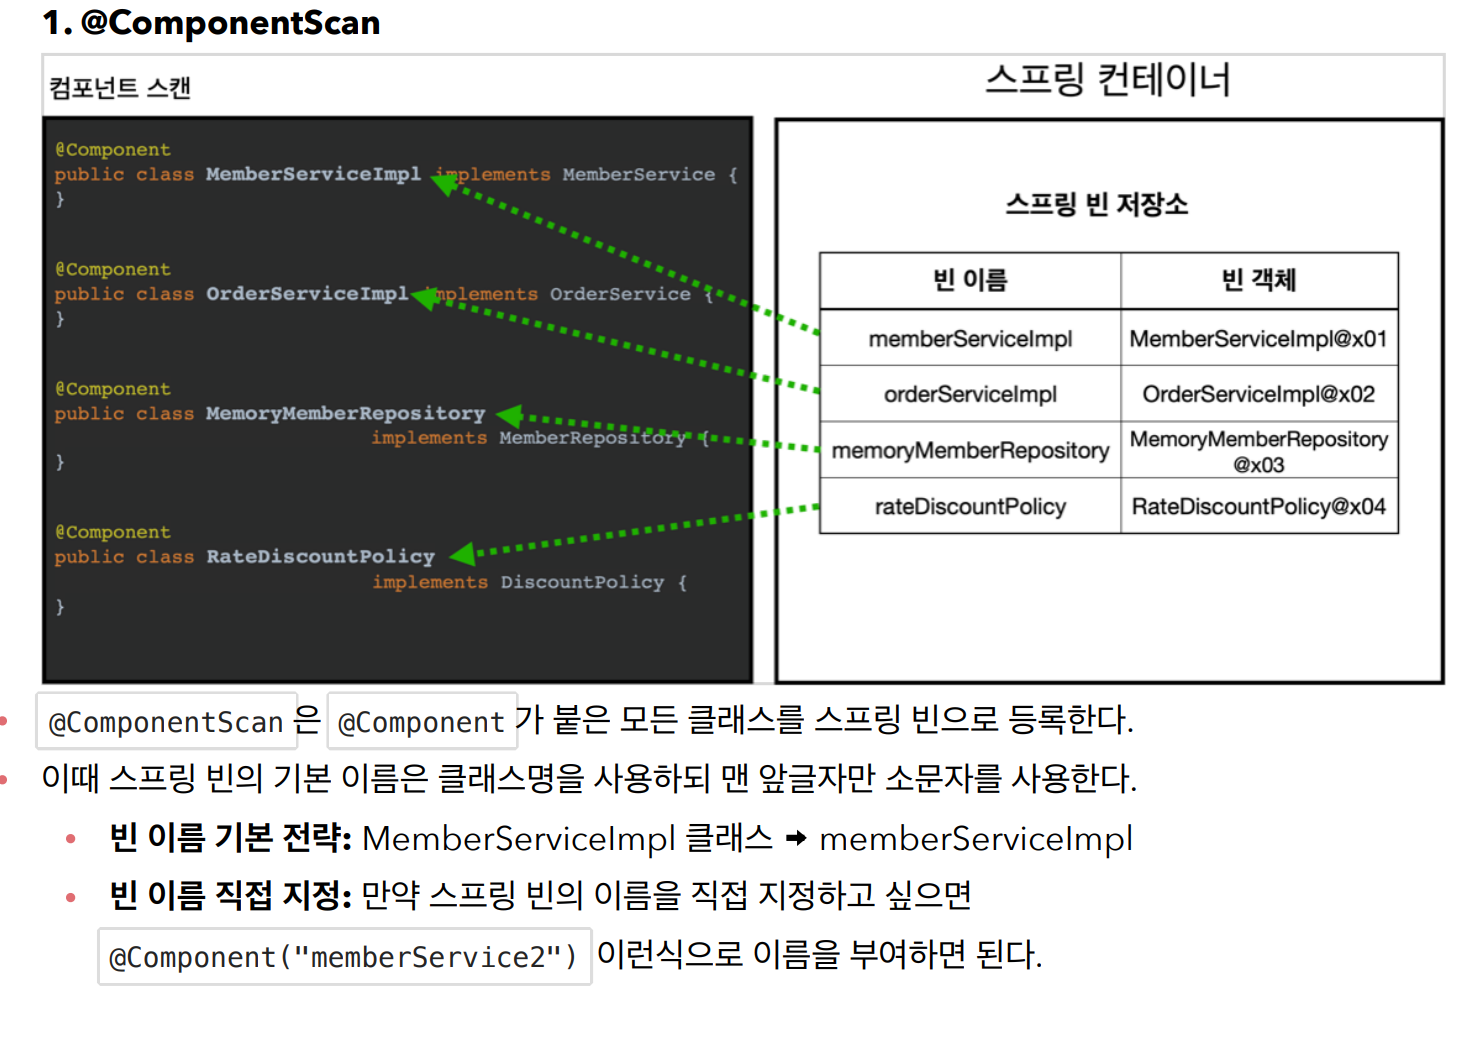 1. @ComponentScan
컴포넌트 스캔
@Component
public class MemberServiceImpl implements MemberService {
}
@Component
public class OrderServiceImpl implements OrderService {
}
@Component
public class MemoryMemberRepository
implements MemberRepository {
}
@Component
public class RateDiscountPolicy
implements DiscountPolicy {
}
스프링 컨테이너
스프링 빈 저장소
빈 이름 빈 객체
memberServiceImpl MemberServiceImpl@x01
orderServiceImpl OrderServiceImpl@x02
memoryMemberRepository MemoryMemberRepository
@x03
rateDiscountPolicy RateDiscountPolicy@x04
@ComponentScan 은 @Component 가 붙은 모든 클래스를 스프링 빈으로 등록한다.
이때 스프링 빈의 기본 이름은 클래스명을 사용하되 맨 앞글자만 소문자를 사용한다.
빈 이름 기본 전략: MemberServiceImpl 클래스 → memberServiceImpl
빈 이름 직접 지정: 만약 스프링 빈의 이름을 직접 지정하고 싶으면
@Component("memberService2") 이런식으로 이름을 부여하면 된다.